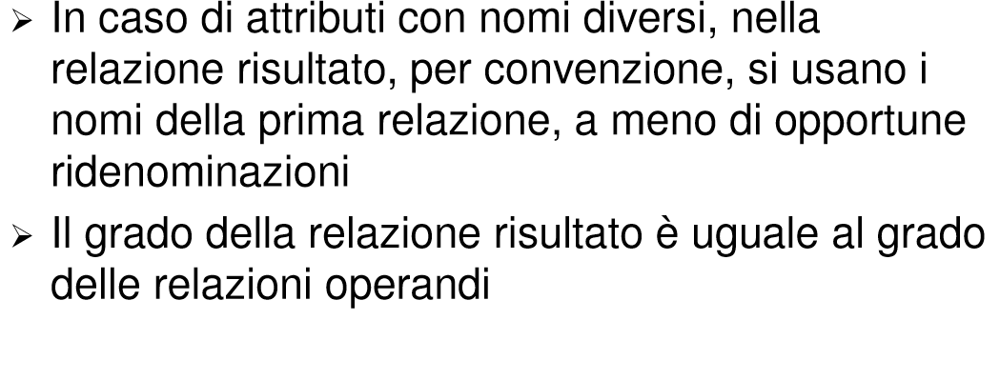 ➢ In caso di attributi con nomi diversi, nella
relazione risultato, per convenzione, si usano i
nomi della prima relazione, a meno di opportune
ridenominazioni
➢ Il grado della relazione risultato è uguale al grado
delle relazioni operandi